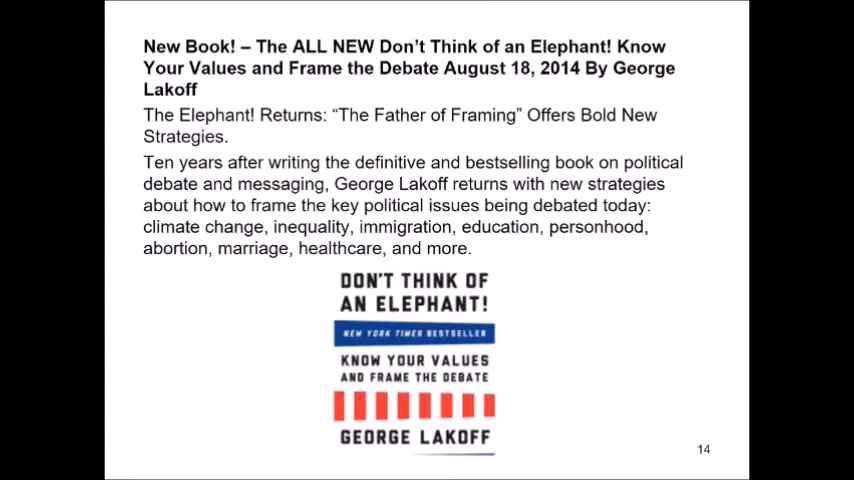 New Book! – The ALL NEW Don’t Think of an Elephant! Know
Your Values and Frame the Debate August 18, 2014 By George
Lakoff
The Elephant! Returns: “The Father of Framing” Offers Bold New
Strategies.
Ten years after writing the definitive and bestselling book on political
debate and messaging, George Lakoff returns with new strategies
about how to frame the key political issues being debated today:
climate change, inequality, immigration, education, personhood,
abortion, marriage, healthcare, and more.
DON'T THINK OF
AN ELEPHANT!
NEW YORK TIMES BESTSELLER
KNOW YOUR VALUES
AND FRAME THE DEBATE
GEORGE LAKOFF
14